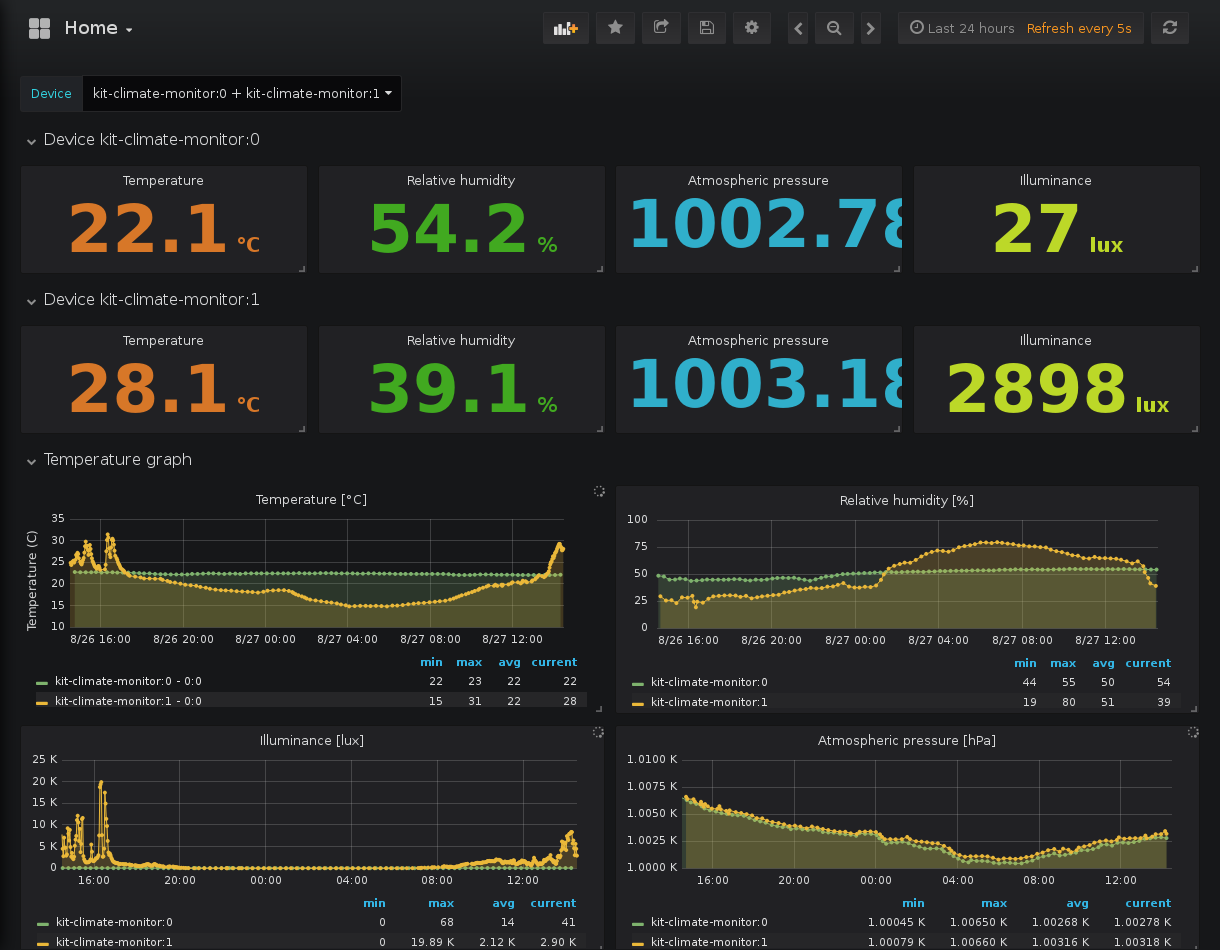 Home
Last 24 hours Refresh every 5s
Device kit-climate-monitor:0 + kit-climate-monitor:1
Device kit-climate-monitor:0
Temperature Relative humidity Atmospheric pressure Illuminance
22.1 °C 54.2 % 1002.78 27 lux
Device kit-climate-monitor:1
Temperature Relative humidity Atmospheric pressure Illuminance
28.1 °C 39.1 % 1003.18 2898 lux
Temperature graph
Temperature [°C]
Temperature (C)
35
30
25
20
15
10
8/26 16:00 8/26 20:00 8/27 00:00 8/27 04:00 8/27 08:00 8/27 12:00
min max avg current
kit-climate-monitor:0 - 0:0 22 23 22 22
kit-climate-monitor:1 - 0:0 15 31 22 28
Relative humidity [%]
100
75
50
25
0
8/26 16:00 8/26 20:00 8/27 00:00 8/27 04:00 8/27 08:00 8/27 12:00
min max avg current
kit-climate-monitor:0 44 55 50 54
kit-climate-monitor:1 19 80 51 39
Illuminance [lux]
25 K
20 K
15 K
10 K
5 K
0
16:00 20:00 00:00 04:00 08:00 12:00
min max avg current
kit-climate-monitor:0 0 68 14 41
kit-climate-monitor:1 0 19.89 K 2.12 K 2.90 K
Atmospheric pressure [hPa]
1.0100 K
1.0075 K
1.0050 K
1.0025 K
1.0000 K
16:00 20:00 00:00 04:00 08:00 12:00
min max avg current
kit-climate-monitor:0 1.00045 K 1.00650 K 1.00268 K 1.00278 K
kit-climate-monitor:1 1.00079 K 1.00660 K 1.00316 K 1.00318 K